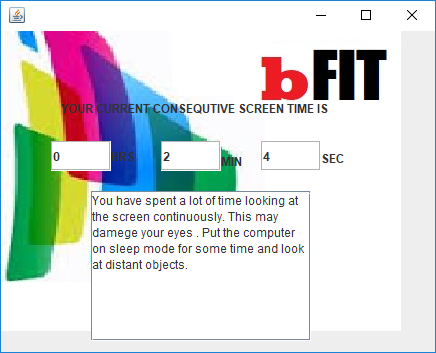 bFIT
YOUR CURRENT CONSEQUTIVE SCREEN TIME IS
0 HRS 2 MIN 4 SEC
You have spent a lot of time looking at
the screen continuously. This may
damege your eyes . Put the computer
on sleep mode for some time and look
at distant objects.